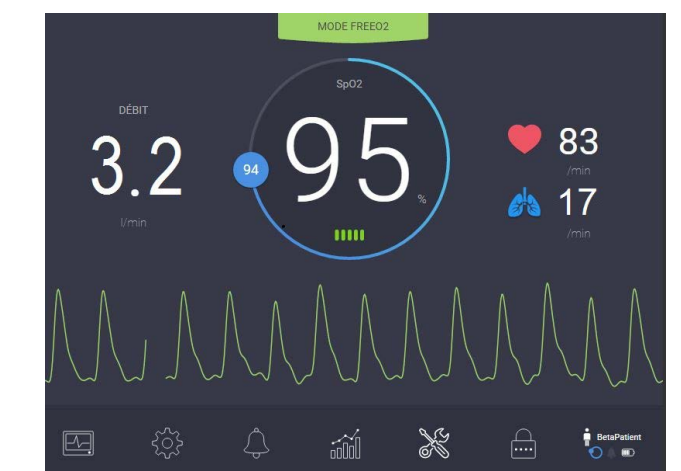 MODE FREEO2
SpO2
DÉBIT
3.2
l/min
94
95
%
83
/min
17
/min
BetaPatient